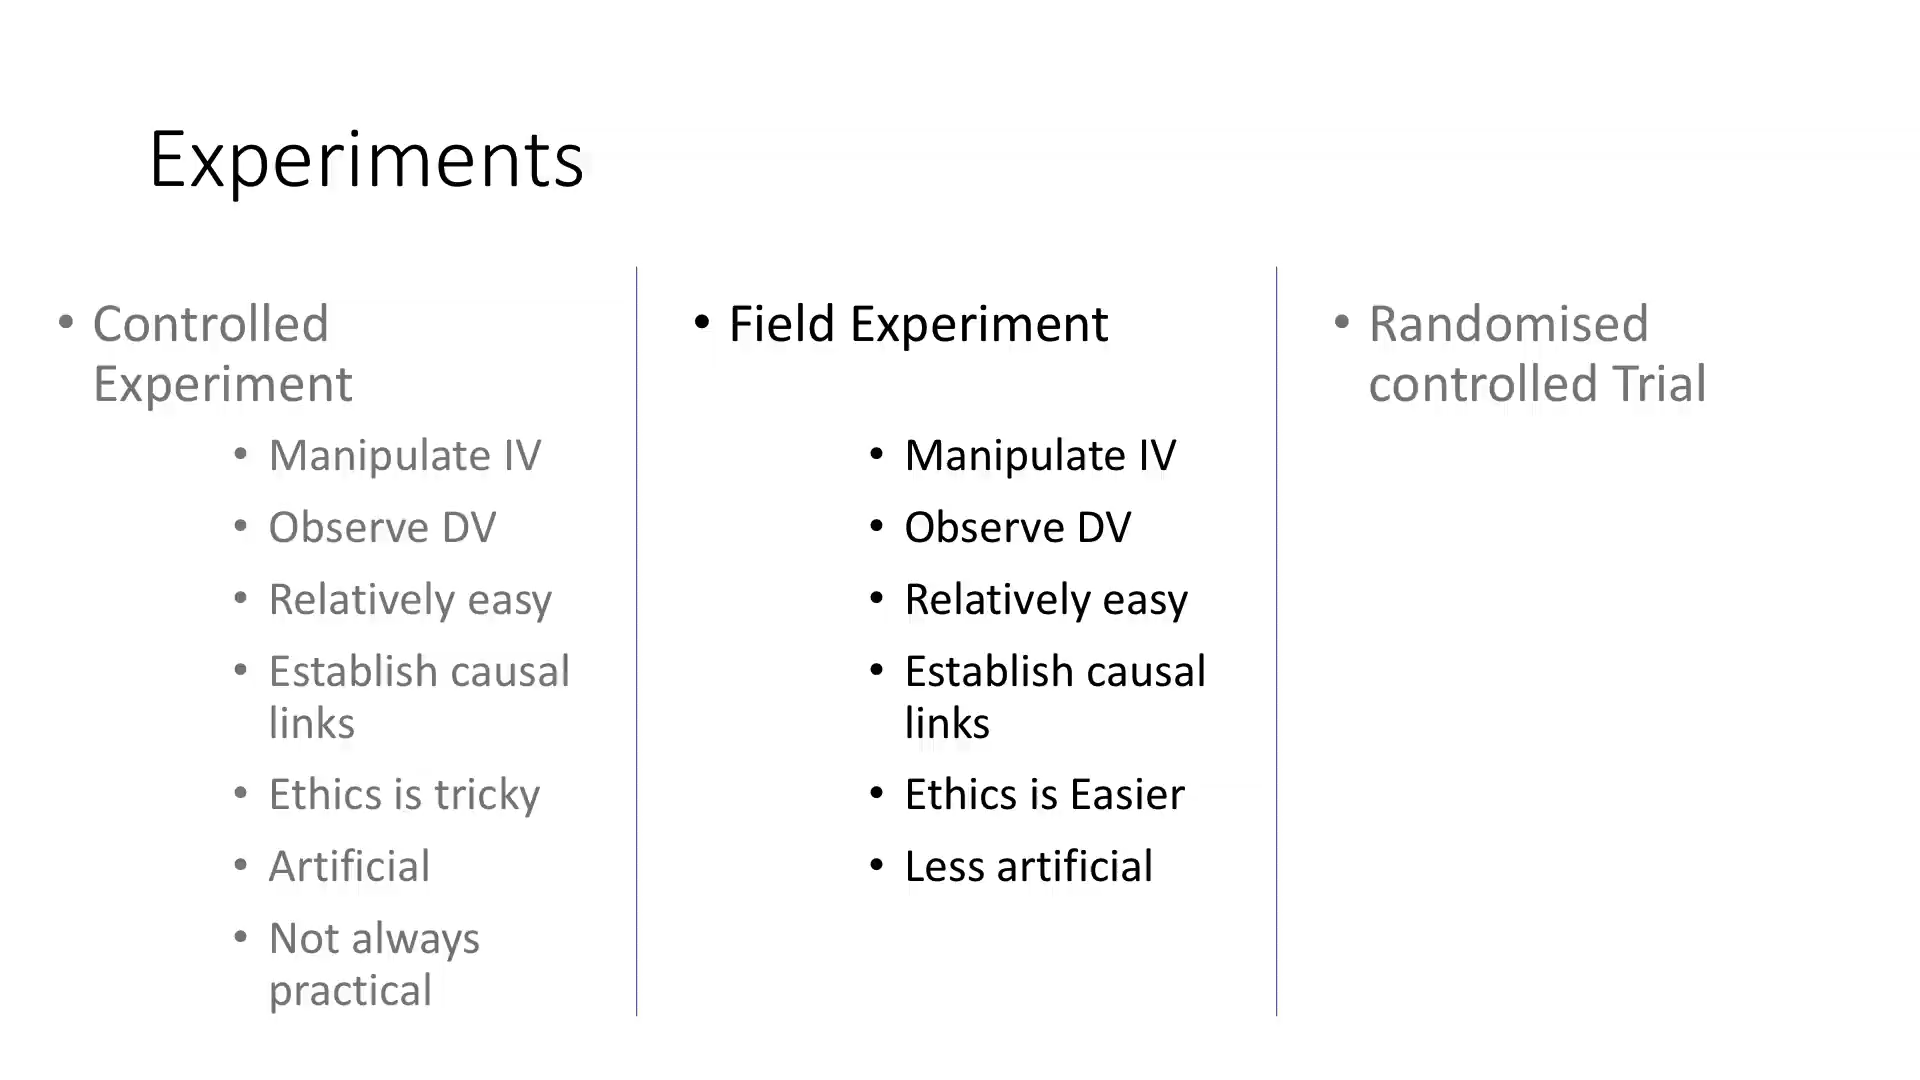 Experiments
• Controlled
Experiment
• Manipulate IV
• Observe DV
• Relatively easy
• Establish causal
links
• Ethics is tricky
• Artificial
• Not always
practical
• Field Experiment
• Manipulate IV
• Observe DV
• Relatively easy
• Establish causal
links
• Ethics is Easier
• Less artificial
• Randomised
controlled Trial